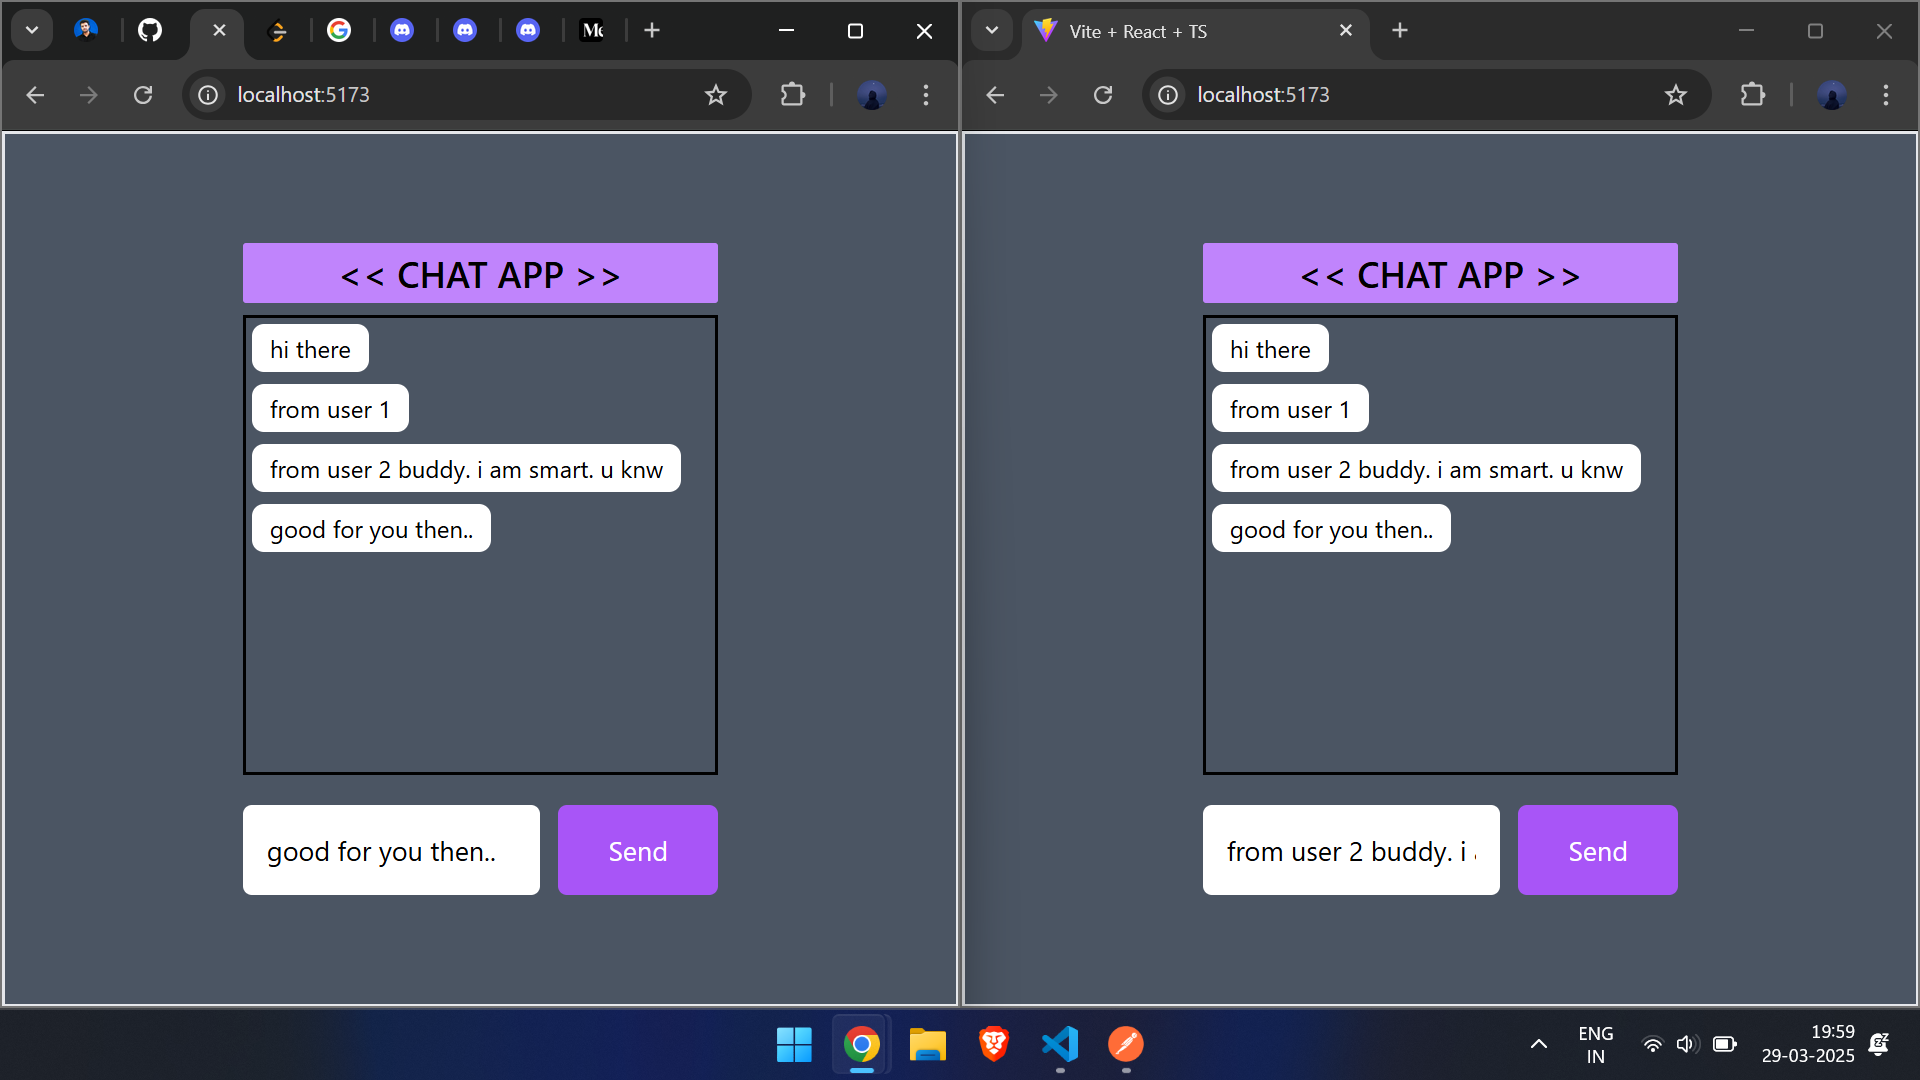 localhost:5173
<< CHAT APP >>
hi there
from user 1
from user 2 buddy. i am smart. u knw
good for you then..
good for you then..
Send
Vite + React + TS
localhost:5173
<< CHAT APP >>
hi there
from user 1
from user 2 buddy. i am smart. u knw
good for you then..
from user 2 buddy. i
Send
ENG
IN
19:59
29-03-2025